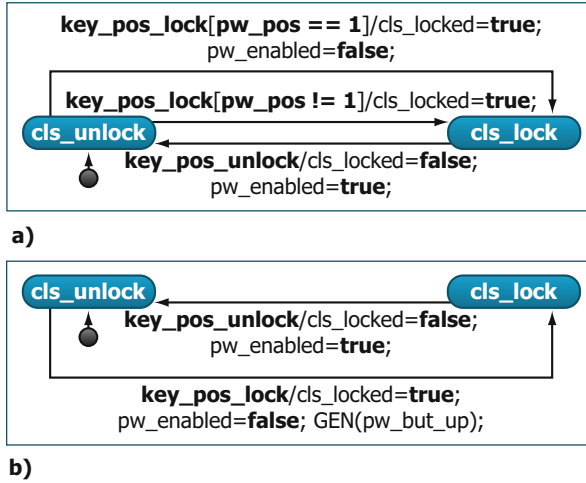 key_pos_lock[pw_pos == 1]/cls_locked=true;
pw_enabled=false;
key_pos_lock[pw_pos != 1]/cls_locked=true;
cls_unlock
cls_lock
key_pos_unlock/cls_locked=false;
pw_enabled=true;
a)
cls_unlock
cls_lock
key_pos_unlock/cls_locked=false;
pw_enabled=true;
key_pos_lock/cls_locked=true;
pw_enabled=false; GEN(pw_but_up);
b)